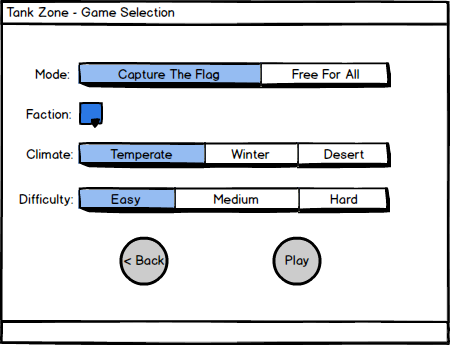 Tank Zone - Game Selection
Mode: Capture The Flag Free For All
Faction:
Climate: Temperate Winter Desert
Difficulty: Easy Medium Hard
< Back Play